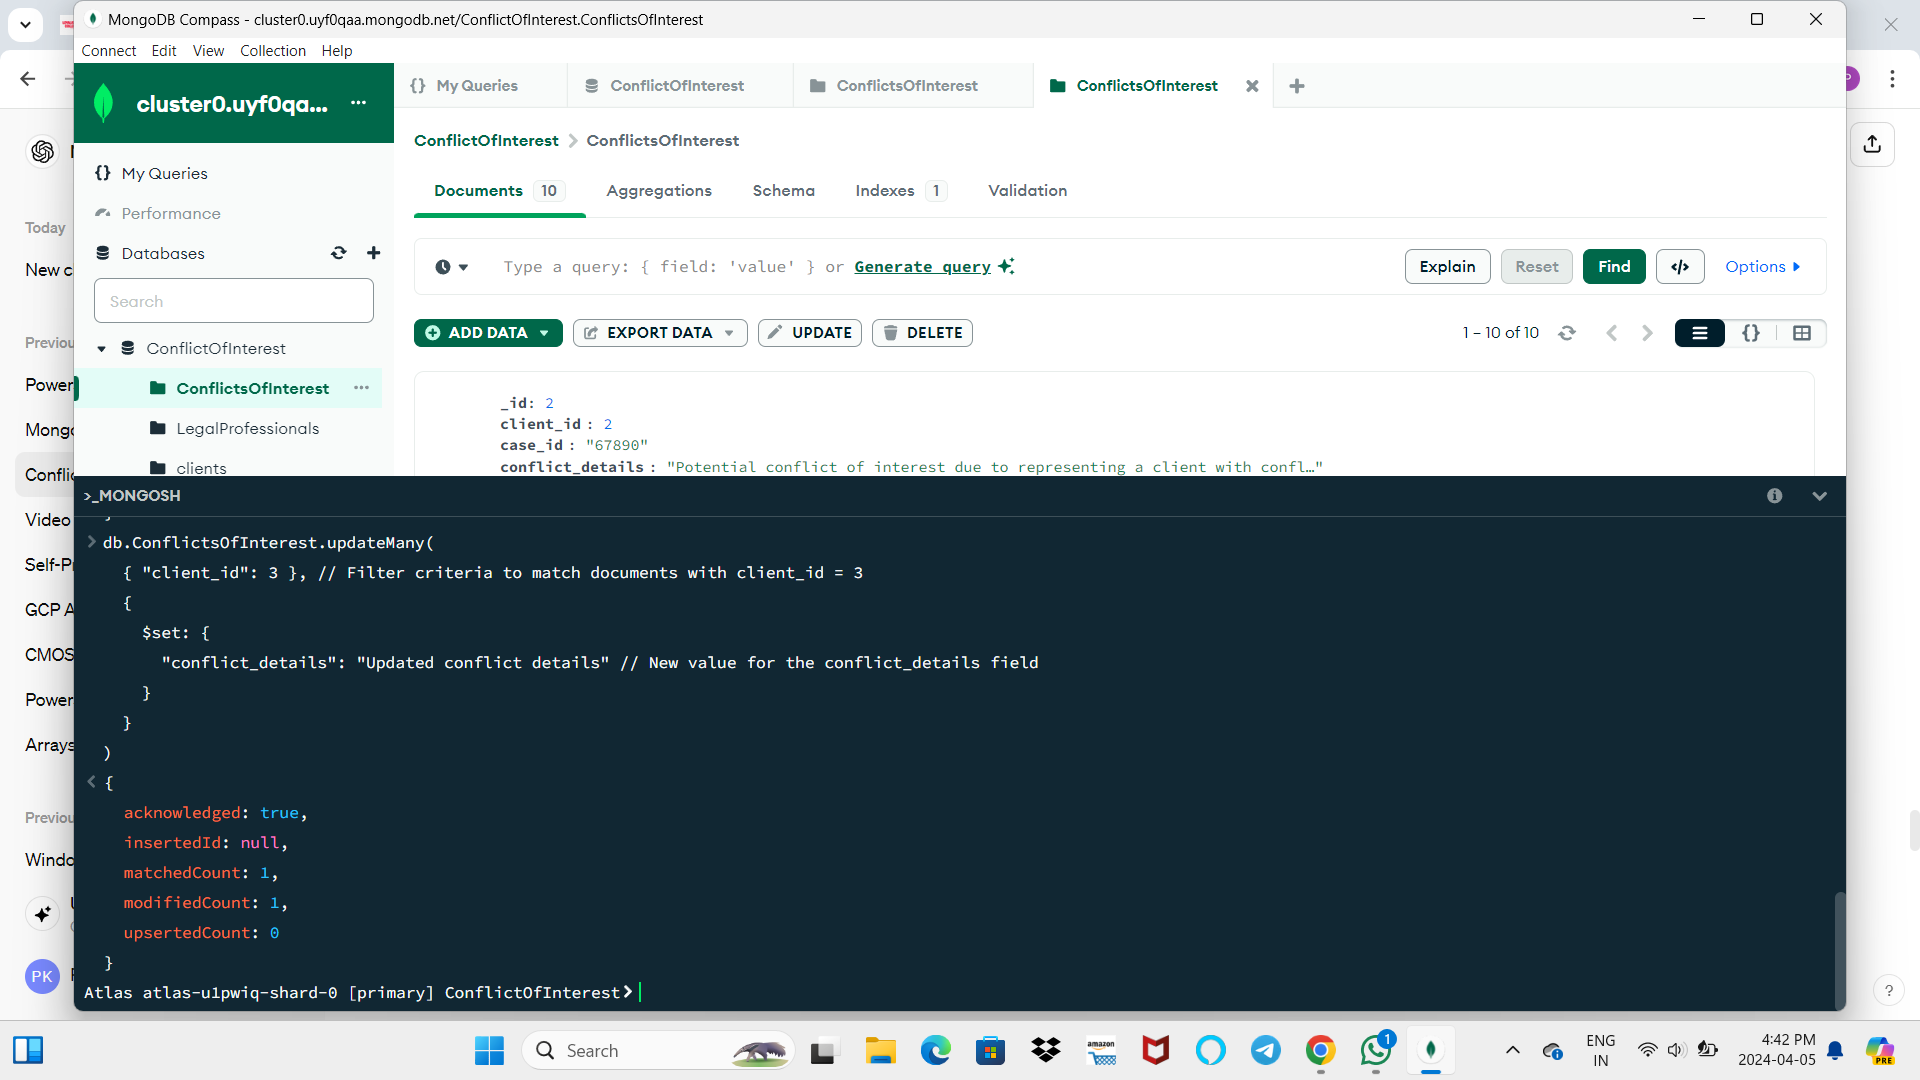 MongoDB Compass - cluster0.uyf0qaa.mongodb.net/ConflictOfInterest.ConflictsOfInterest
Connect Edit View Collection Help
cluster0.uyf0qa... ···
{} My Queries
ConflictOfInterest
ConflictsOfInterest
ConflictsOfInterest
ConflictOfInterest > ConflictsOfInterest
{} My Queries
Performance
Databases
Search
ConflictOfInterest
ConflictsOfInterest ···
LegalProfessionals
clients
Documents 10
Aggregations
Schema
Indexes 1
Validation
Type a query: { field: 'value' } or Generate query
Explain
Reset
Find
</>
Options
ADD DATA
EXPORT DATA
UPDATE
DELETE
1 – 10 of 10
{}
_id: 2
client_id : 2
case_id : "67890"
conflict_details : "Potential conflict of interest due to representing a client with confl…"
>_MONGOSH
> db.ConflictsOfInterest.updateMany(
{ "client_id": 3 }, // Filter criteria to match documents with client_id = 3
{
$set: {
"conflict_details": "Updated conflict details" // New value for the conflict_details field
}
}
)
< {
acknowledged: true,
insertedId: null,
matchedCount: 1,
modifiedCount: 1,
upsertedCount: 0
}
Atlas atlas-u1pwiq-shard-0 [primary] ConflictOfInterest>
Today
New c
Previou
Power
Mongo
Conflic
Video
Self-P
GCP A
CMOS
Power
Arrays
Previou
Windo
PK
?
Search
amazon
1
ENG
IN
4:42 PM
2024-04-05
PRE